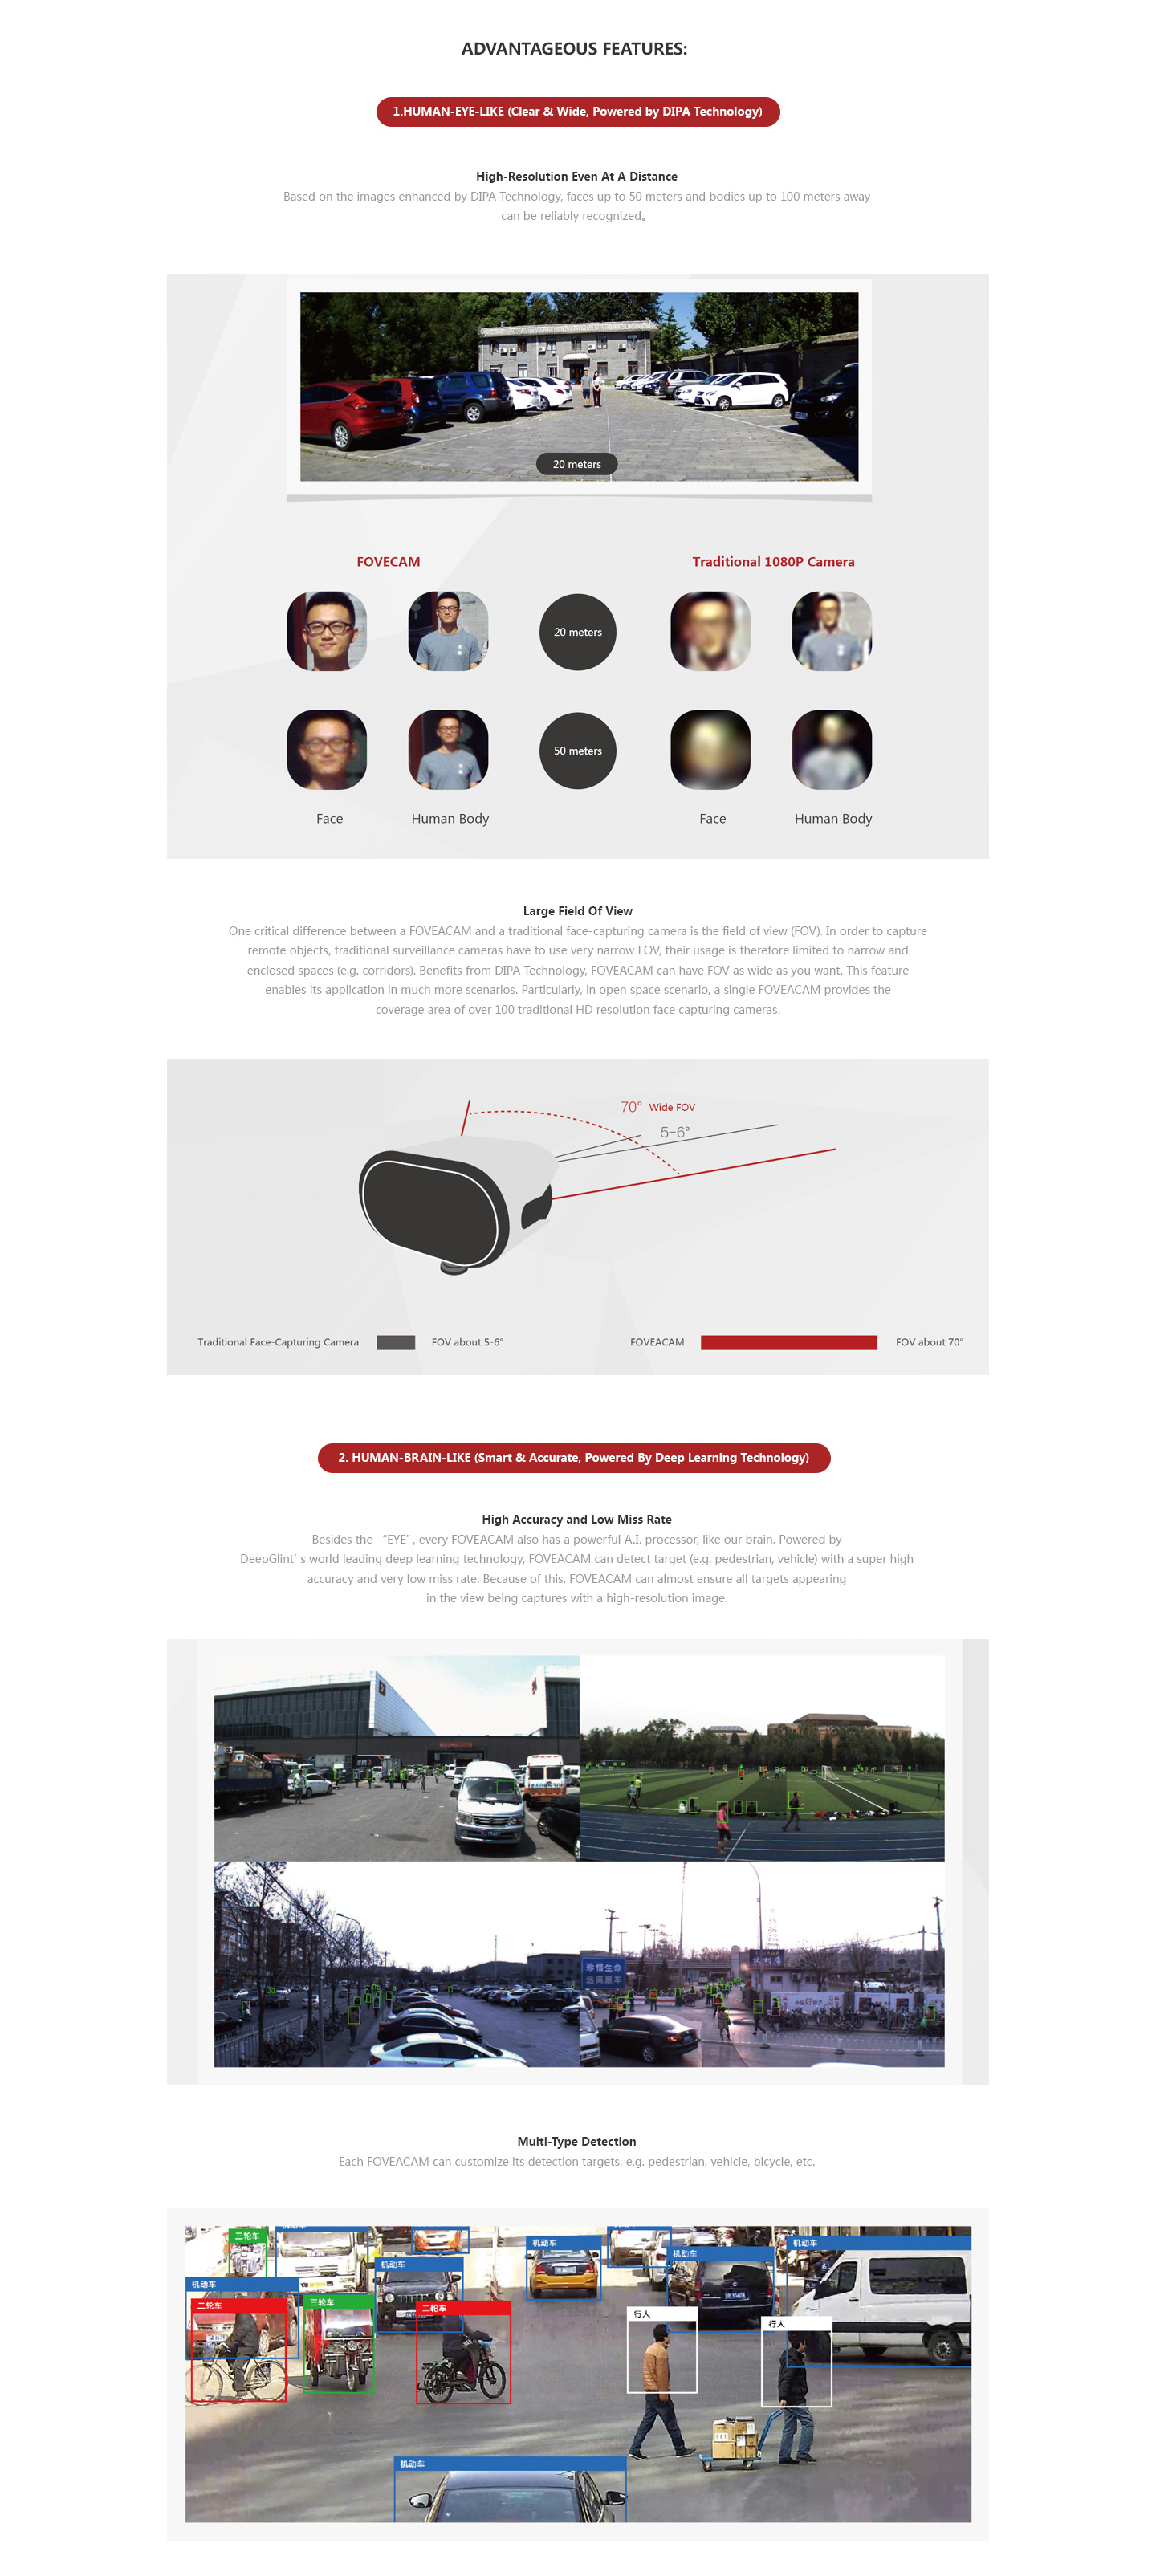 ADVANTAGEOUS FEATURES:
1.HUMAN-EYE-LIKE (Clear & Wide, Powered by DIPA Technology)
High-Resolution Even At A Distance
Based on the images enhanced by DIPA Technology, faces up to 50 meters and bodies up to 100 meters away
can be reliably recognized。
20 meters
FOVECAM
Traditional 1080P Camera
20 meters
50 meters
Face
Human Body
Face
Human Body
Large Field Of View
One critical difference between a FOVEACAM and a traditional face-capturing camera is the field of view (FOV). In order to capture
remote objects, traditional surveillance cameras have to use very narrow FOV, their usage is therefore limited to narrow and
enclosed spaces (e.g. corridors). Benefits from DIPA Technology, FOVEACAM can have FOV as wide as you want. This feature
enables its application in much more scenarios. Particularly, in open space scenario, a single FOVEACAM provides the
coverage area of over 100 traditional HD resolution face capturing cameras.
70° Wide FOV
5-6°
Traditional Face-Capturing Camera
FOV about 5-6°
FOVEACAM
FOV about 70°
2. HUMAN-BRAIN-LIKE (Smart & Accurate, Powered By Deep Learning Technology)
High Accuracy and Low Miss Rate
Besides the “EYE”, every FOVEACAM also has a powerful A.I. processor, like our brain. Powered by
DeepGlint’s world leading deep learning technology, FOVEACAM can detect target (e.g. pedestrian, vehicle) with a super high
accuracy and very low miss rate. Because of this, FOVEACAM can almost ensure all targets appearing
in the view being captures with a high-resolution image.
珍惜生命
远离黑车
Multi-Type Detection
Each FOVEACAM can customize its detection targets, e.g. pedestrian, vehicle, bicycle, etc.
三轮车
机动车
机动车
机动车
机动车
机动车
机动车
二轮车
三轮车
二轮车
行人
行人
机动车